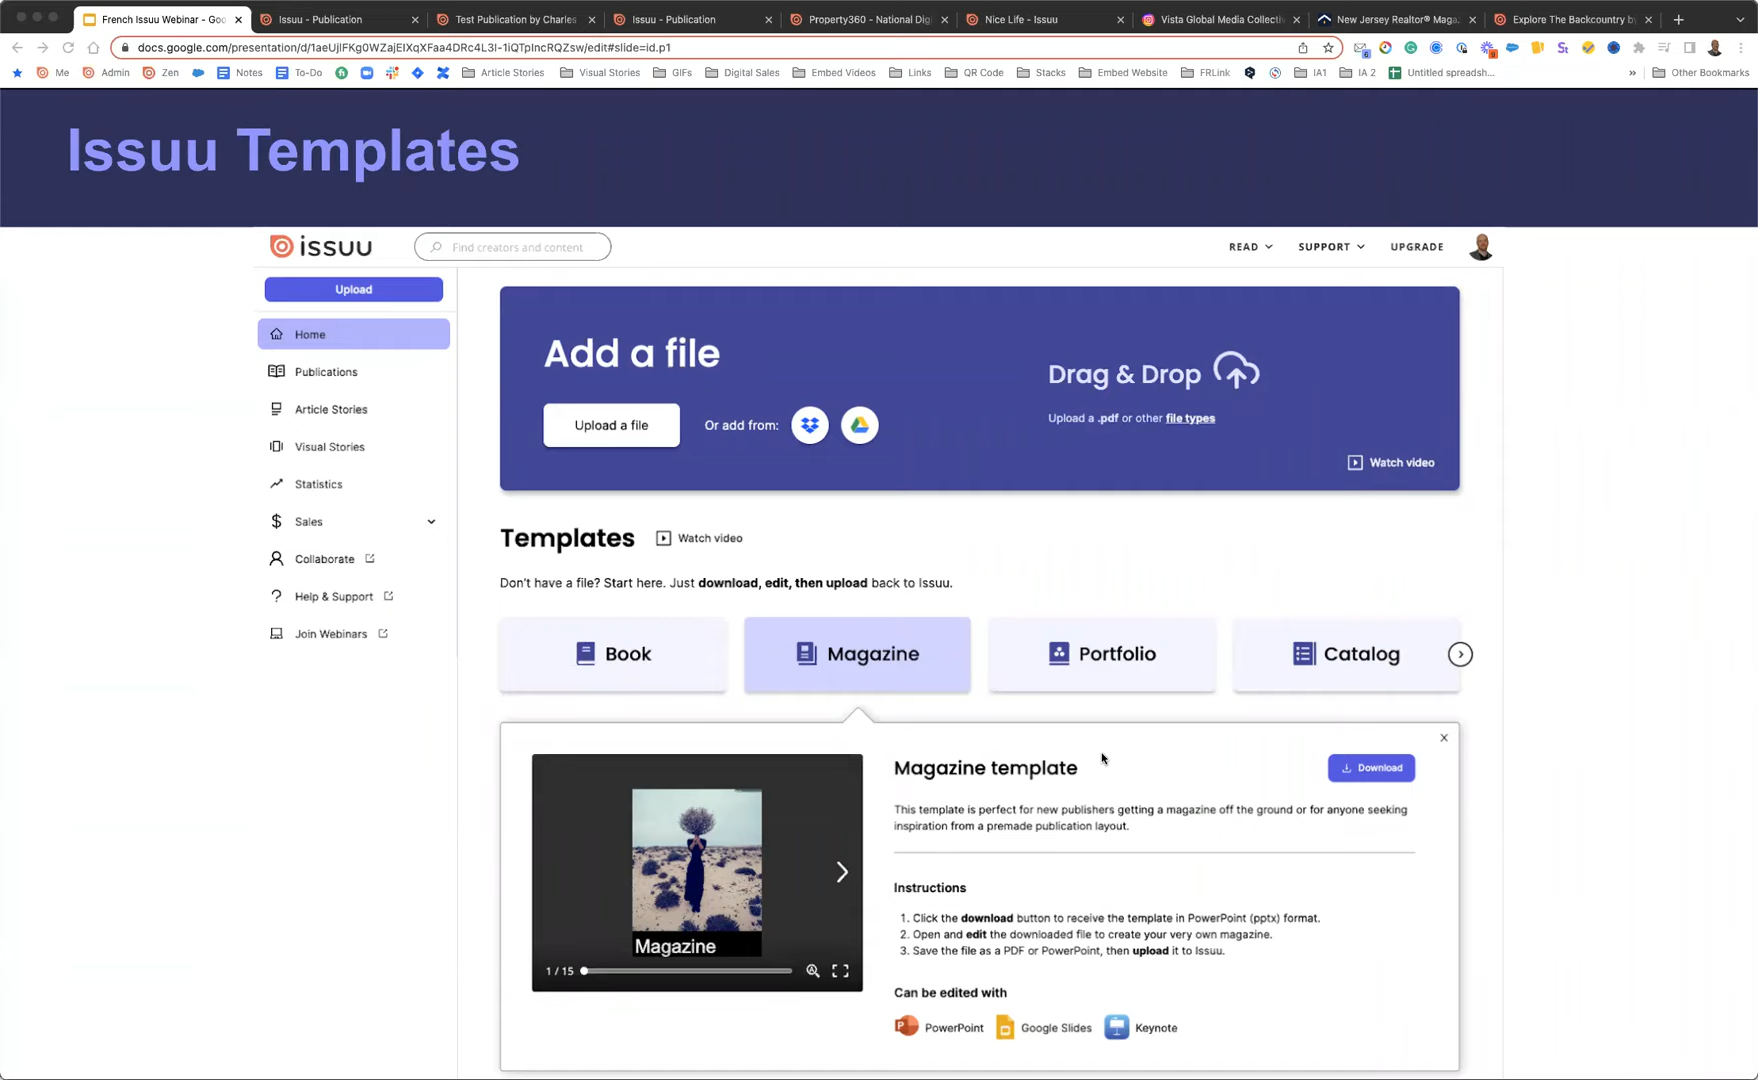 French Issuu Webinar - Goo
Issuu - Publication
Test Publication by Charles
Issuu - Publication
Property360 - National Digi
Nice Life - Issuu
Vista Global Media Collectiv
New Jersey Realtor® Maga
Explore The Backcountry by
docs.google.com/presentation/d/1aeUjlFKg0WZajEIXqXFaa4DRc4L3I-1iQTpIncRQZsw/edit#slide=id.p1
Me
Admin
Zen
Notes
To-Do
Article Stories
Visual Stories
GIFs
Digital Sales
Embed Videos
Links
QR Code
Stacks
Embed Website
FRLink
IA1
IA 2
Untitled spreadsh...
»
Other Bookmarks
Issuu Templates
issuu
Find creators and content
READ
SUPPORT
UPGRADE
Upload
Home
Publications
Article Stories
Visual Stories
Statistics
Sales
Collaborate
Help & Support
Join Webinars
Add a file
Upload a file
Or add from:
Drag & Drop
Upload a .pdf or other file types
Watch video
Templates
Watch video
Don't have a file? Start here. Just download, edit, then upload back to Issuu.
Book
Magazine
Portfolio
Catalog
Magazine
1 / 15
Magazine template
Download
This template is perfect for new publishers getting a magazine off the ground or for anyone seeking
inspiration from a premade publication layout.
Instructions
1. Click the download button to receive the template in PowerPoint (pptx) format.
2. Open and edit the downloaded file to create your very own magazine.
3. Save the file as a PDF or PowerPoint, then upload it to Issuu.
Can be edited with
PowerPoint
Google Slides
Keynote